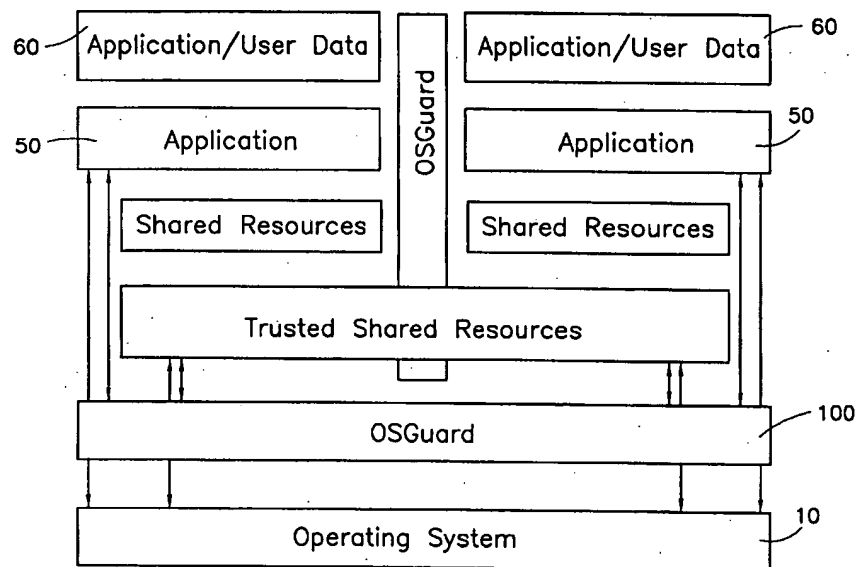 60
Application/User Data
Application/User Data
60
50
Application
Application
50
OSGuard
Shared Resources
Shared Resources
Trusted Shared Resources
OSGuard
100
Operating System
10